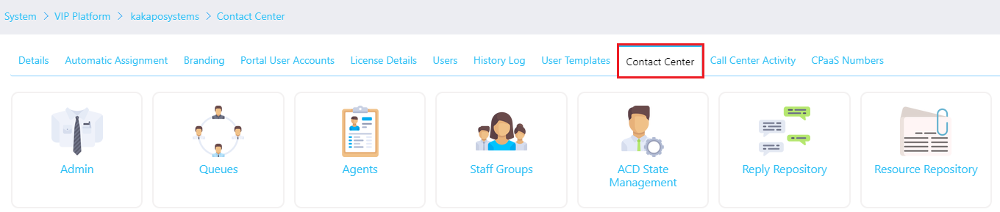 System > VIP Platform > kakaposystems > Contact Center
Details Automatic Assignment Branding Portal User Accounts License Details Users History Log User Templates Contact Center Call Center Activity CPaaS Numbers
Admin Queues Agents Staff Groups ACD State Reply Repository Resource Repository
Management